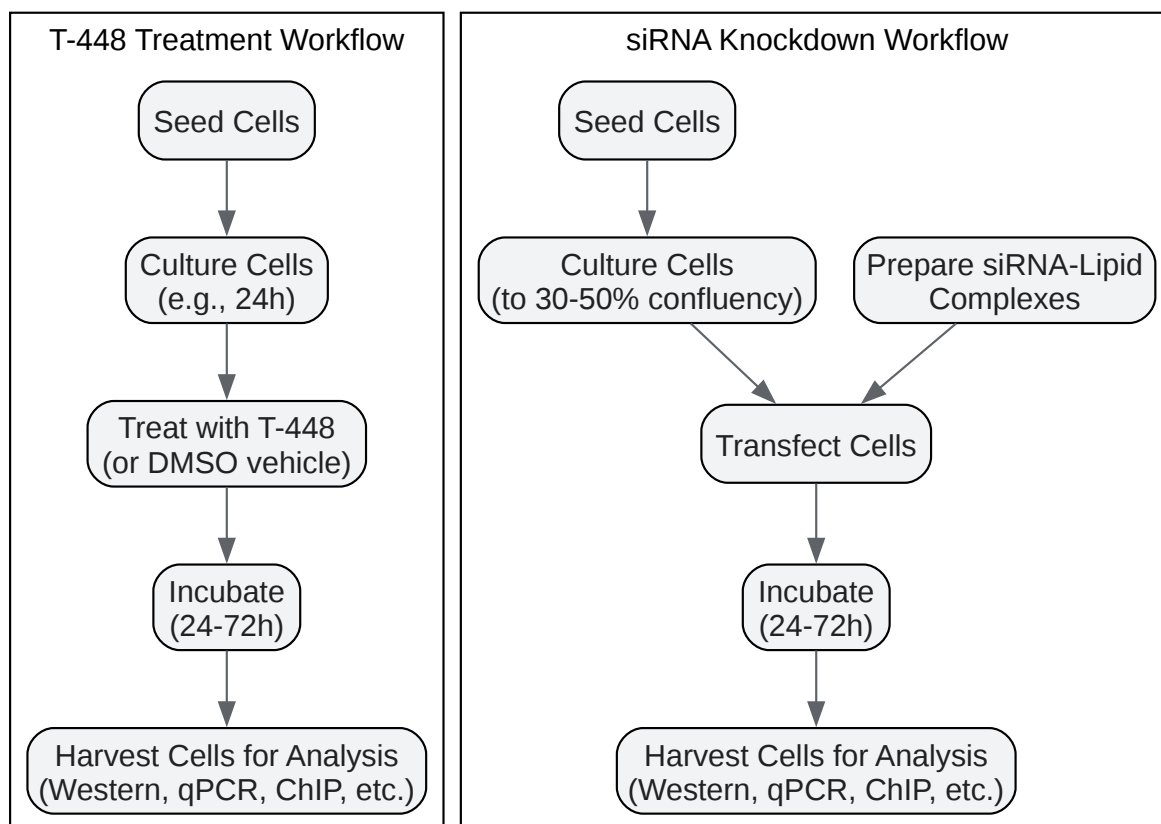 T-448 Treatment Workflow
Seed Cells
Culture Cells
(e.g., 24h)
Treat with T-448
(or DMSO vehicle)
Incubate
(24-72h)
Harvest Cells for Analysis
(Western, qPCR, ChIP, etc.)
siRNA Knockdown Workflow
Seed Cells
Culture Cells
(to 30-50% confluency)
Prepare siRNA-Lipid
Complexes
Transfect Cells
Incubate
(24-72h)
Harvest Cells for Analysis
(Western, qPCR, ChIP, etc.)